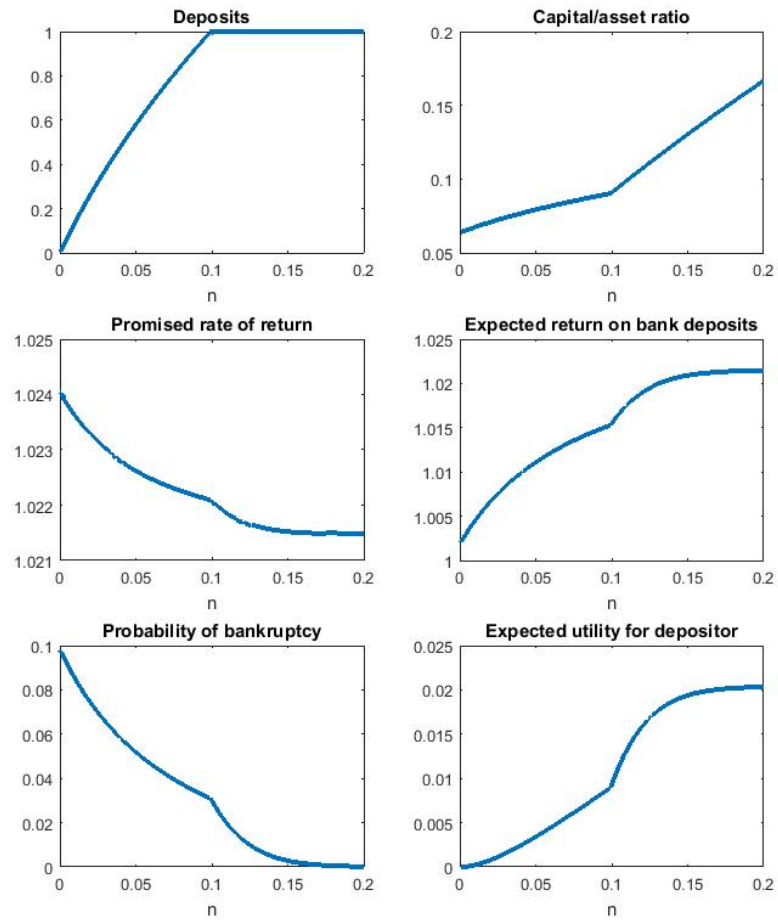 Deposits
1
0.8
0.6
0.4
0.2
0
0 0.05 0.1 0.15 0.2
n
Capital/asset ratio
0.2
0.15
0.1
0.05
0 0.05 0.1 0.15 0.2
n
Promised rate of return
1.025
1.024
1.023
1.022
1.021
0 0.05 0.1 0.15 0.2
n
Expected return on bank deposits
1.025
1.02
1.015
1.01
1.005
1
0 0.05 0.1 0.15 0.2
n
Probability of bankruptcy
0.1
0.08
0.06
0.04
0.02
0
0 0.05 0.1 0.15 0.2
n
Expected utility for depositor
0.025
0.02
0.015
0.01
0.005
0
0 0.05 0.1 0.15 0.2
n